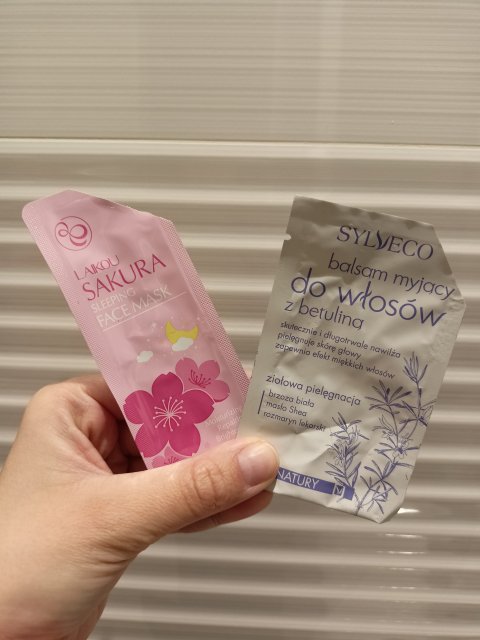 LAIKOU
SAKURA
SLEEPING
FACE MASK
SYLVECO
balsam myjący
do włosów
z betuliną
skutecznie i długotrwale nawilża
pielęgnuje skórę głowy
zapewnia efekt miękkich włosów
ziołowa pielęgnacja
brzoza biała
masło Shea
rozmaryn lekarski
NATURY